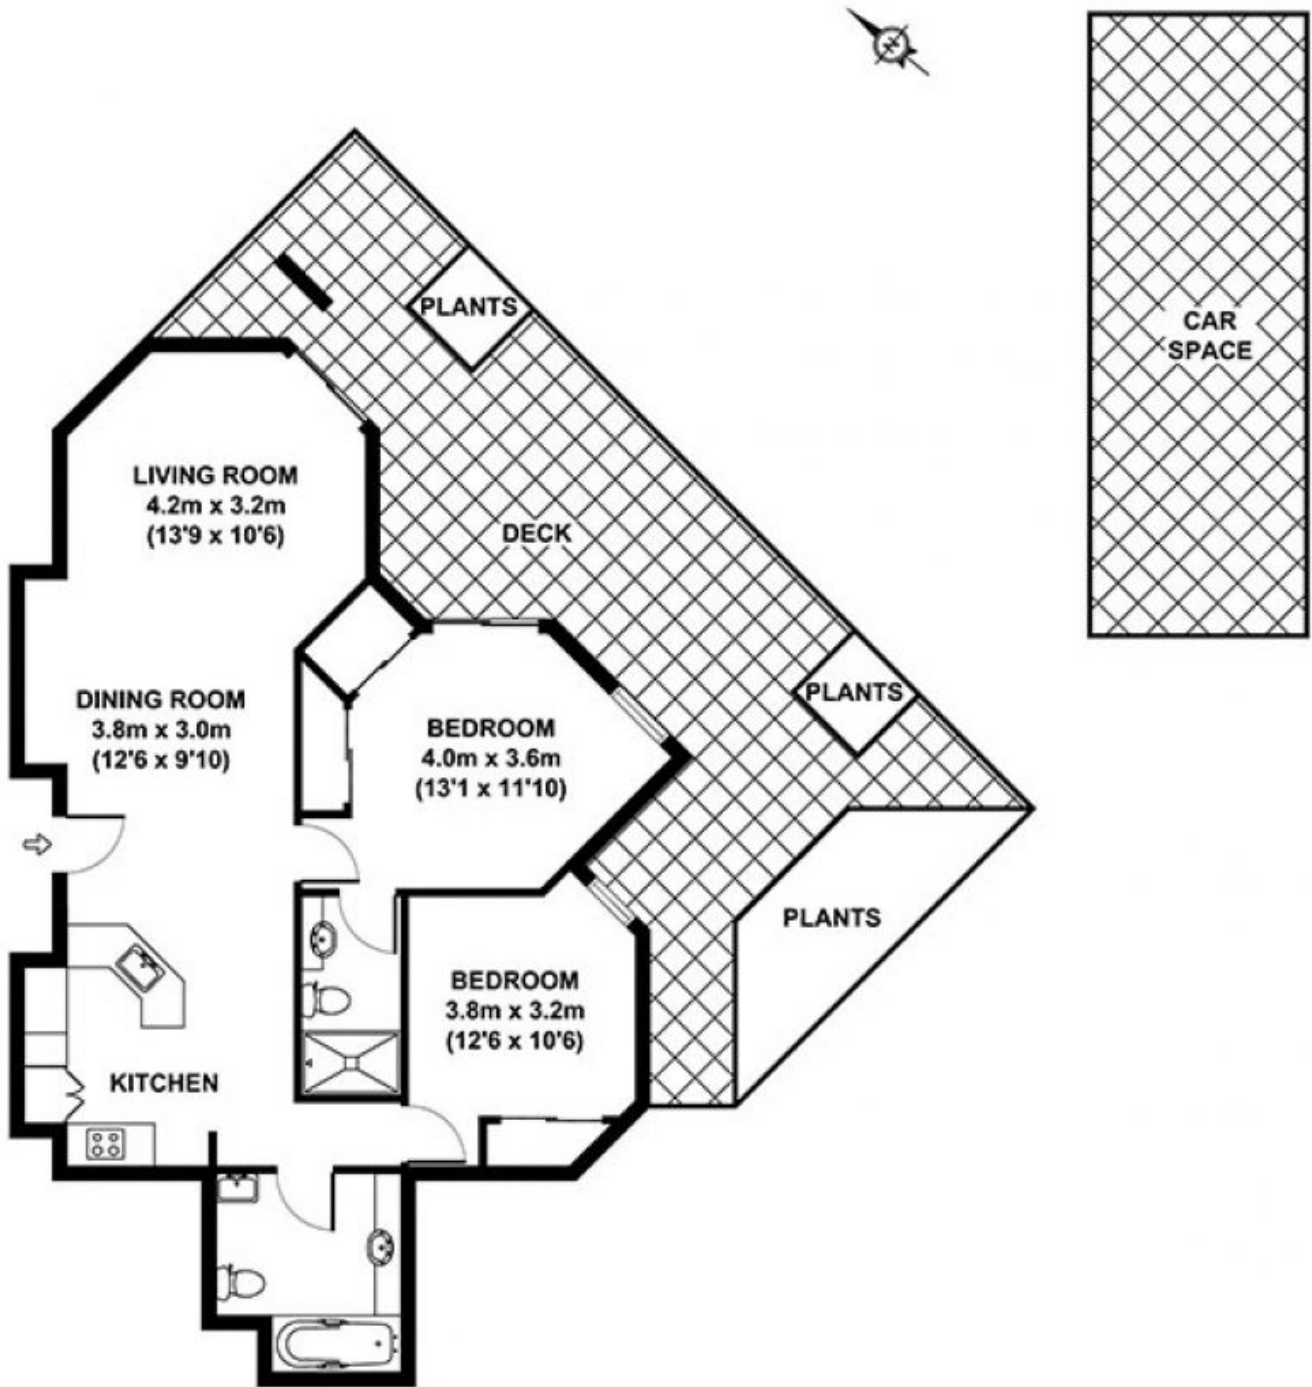 N
PLANTS
CAR
SPACE
LIVING ROOM
4.2m x 3.2m
(13'9 x 10'6)
DECK
DINING ROOM
3.8m x 3.0m
(12'6 x 9'10)
BEDROOM
4.0m x 3.6m
(13'1 x 11'10)
PLANTS
PLANTS
BEDROOM
3.8m x 3.2m
(12'6 x 10'6)
KITCHEN